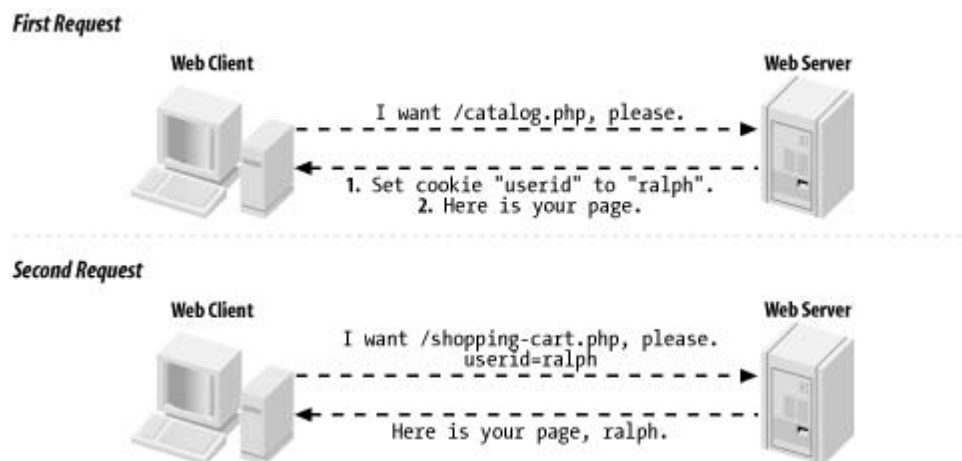 First Request
Web Client
Web Server
I want /catalog.php, please.
1. Set cookie "userid" to "ralph".
2. Here is your page.
Second Request
Web Client
Web Server
I want /shopping-cart.php, please.
userid=ralph
Here is your page, ralph.